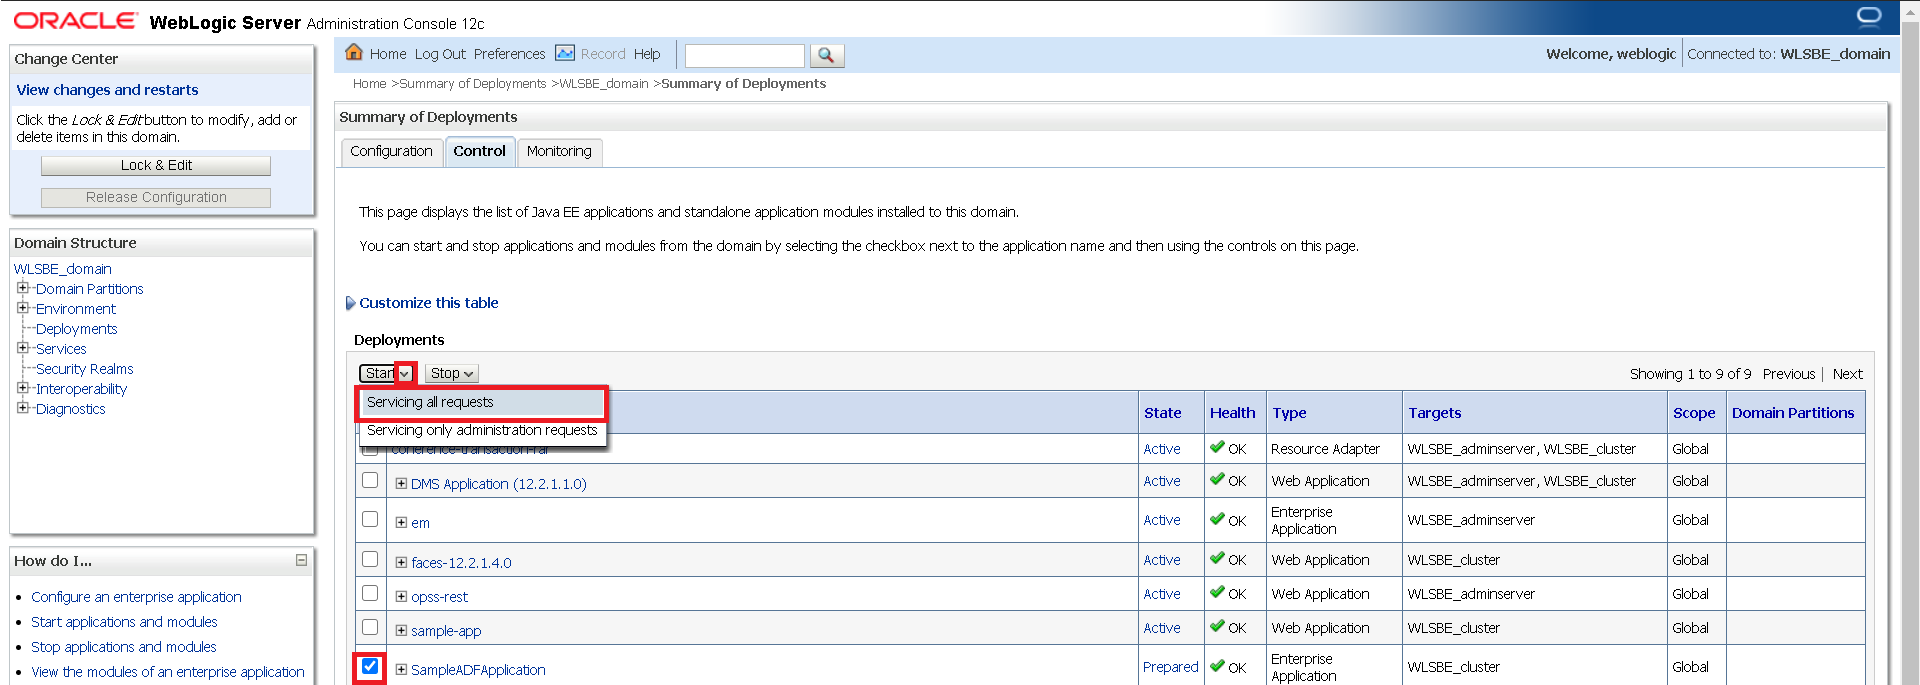 ORACLE WebLogic Server Administration Console 12c
Change Center
View changes and restarts
Click the Lock & Edit button to modify, add or
delete items in this domain.
Lock & Edit
Release Configuration
Domain Structure
WLSBE_domain
Domain Partitions
Environment
Deployments
Services
Security Realms
Interoperability
Diagnostics
How do I...
Configure an enterprise application
Start applications and modules
Stop applications and modules
View the modules of an enterprise application
Home Log Out Preferences Record Help
Welcome, weblogic Connected to: WLSBE_domain
Home >Summary of Deployments >WLSBE_domain >Summary of Deployments
Summary of Deployments
Configuration Control Monitoring
This page displays the list of Java EE applications and standalone application modules installed to this domain.
You can start and stop applications and modules from the domain by selecting the checkbox next to the application name and then using the controls on this page.
Customize this table
Deployments
Start Stop Showing 1 to 9 of 9 Previous | Next
Servicing all requests
Servicing only administration requests
State Health Type Targets Scope Domain Partitions
coherence-transaction-rar Active OK Resource Adapter WLSBE_adminserver, WLSBE_cluster Global
DMS Application (12.2.1.1.0) Active OK Web Application WLSBE_adminserver, WLSBE_cluster Global
em Active OK Enterprise Application WLSBE_adminserver Global
faces-12.2.1.4.0 Active OK Web Application WLSBE_cluster Global
opss-rest Active OK Web Application WLSBE_adminserver Global
sample-app Active OK Web Application WLSBE_cluster Global
SampleADFApplication Prepared OK Enterprise Application WLSBE_cluster Global